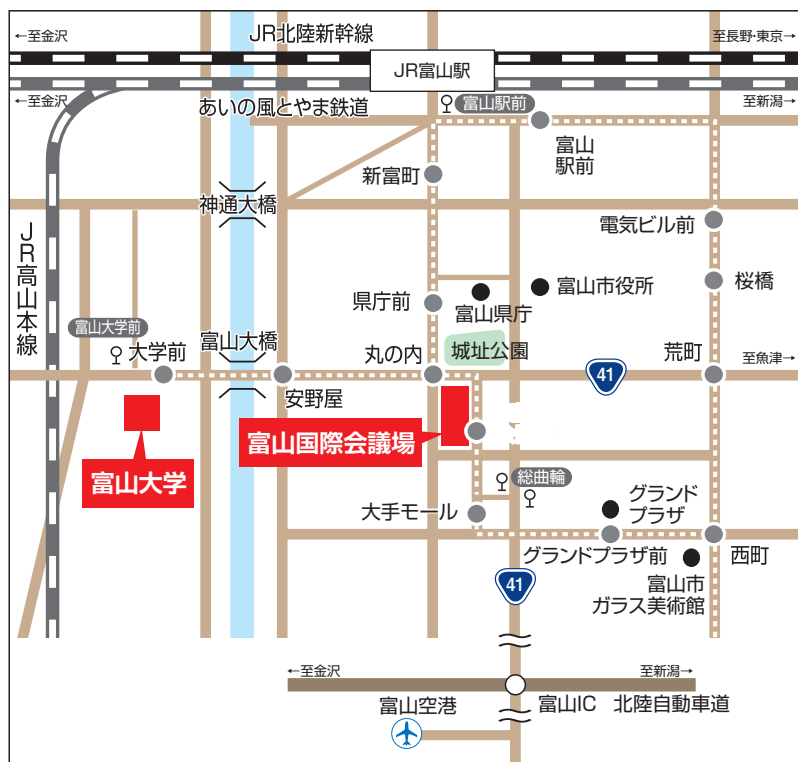 ←至金沢
JR北陸新幹線
至長野・東京→
JR富山駅
←至金沢
あいの風とやま鉄道
富山駅前
至新潟→
富山
駅前
新富町
神通大橋
電気ビル前
JR高山本線
県庁前
富山県庁
富山市役所
桜橋
富山大学前
大学前
富山大橋
丸の内
城址公園
41
荒町
至魚津→
安野屋
富山国際会議場
富山大学
総曲輪
大手モール
グランド
プラザ
グランドプラザ前
西町
41
富山市
ガラス美術館
←至金沢
至新潟→
富山空港
富山IC
北陸自動車道